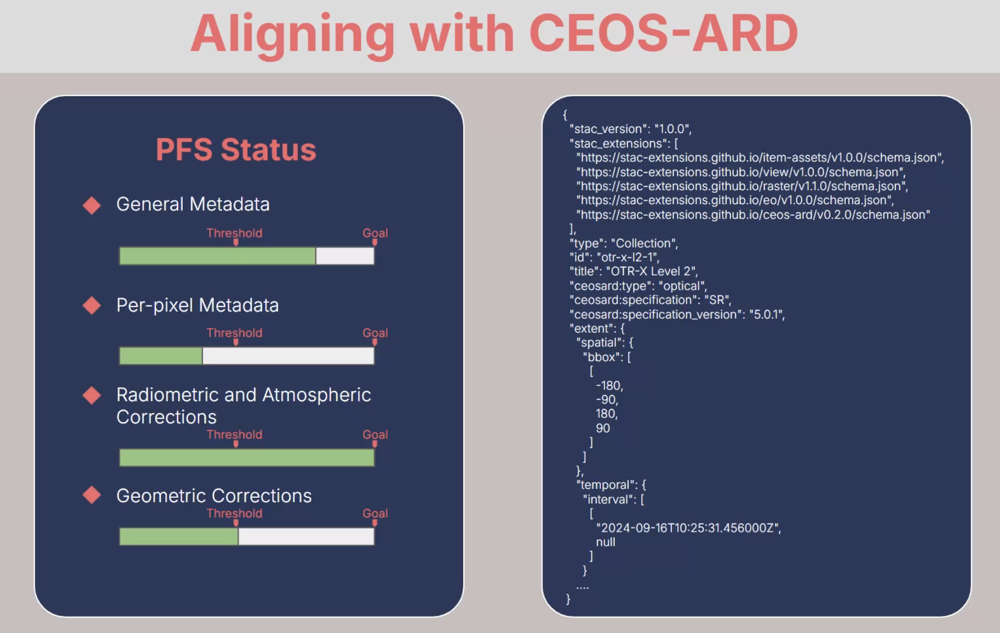 Aligning with CEOS-ARD
PFS Status
General Metadata
Threshold Goal
Per-pixel Metadata
Threshold Goal
Radiometric and Atmospheric
Corrections
Threshold Goal
Geometric Corrections
Threshold Goal
{
"stac_version": "1.0.0",
"stac_extensions": [
"https://stac-extensions.github.io/item-assets/v1.0.0/schema.json",
"https://stac-extensions.github.io/view/v1.0.0/schema.json",
"https://stac-extensions.github.io/raster/v1.1.0/schema.json",
"https://stac-extensions.github.io/eo/v1.0.0/schema.json",
"https://stac-extensions.github.io/ceos-ard/v0.2.0/schema.json"
],
"type": "Collection",
"id": "otr-x-l2-1",
"title": "OTR-X Level 2",
"ceosard:type": "optical",
"ceosard:specification": "SR",
"ceosard:specification_version": "5.0.1",
"extent": {
"spatial": {
"bbox": [
[
-180,
-90,
180,
90
]
]
},
"temporal": {
"interval": [
[
"2024-09-16T10:25:31.456000Z",
null
]
}
....
}